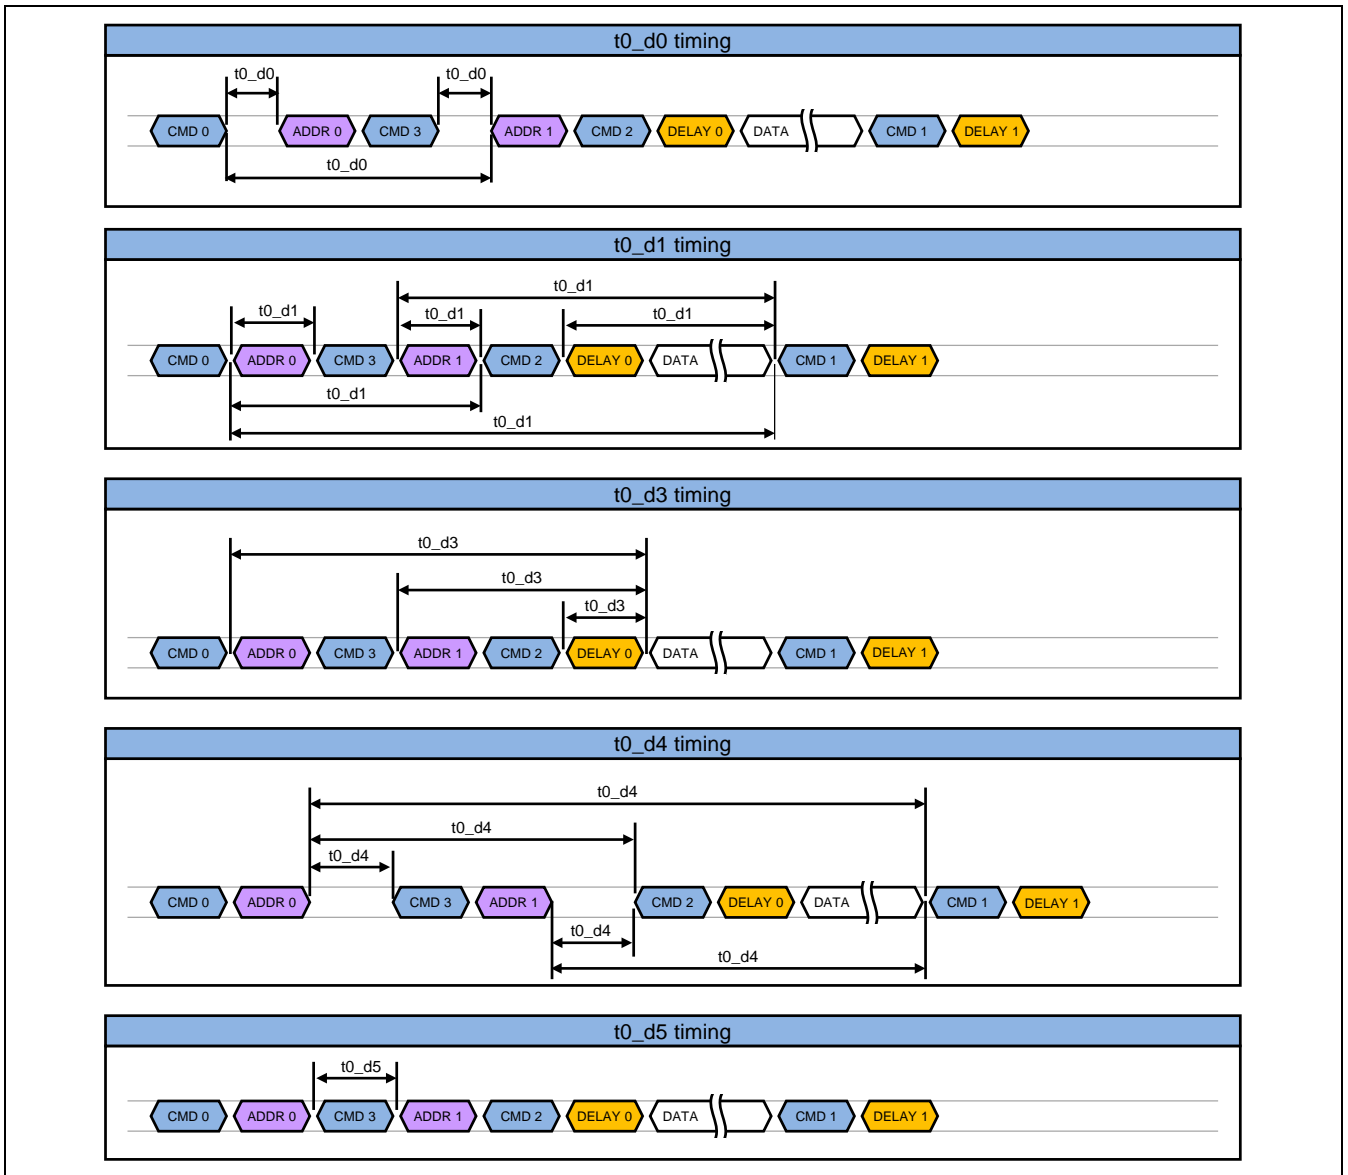 t0_d0 timing
t0_d0 t0_d0
CMD 0 ADDR 0 CMD 3 ADDR 1 CMD 2 DELAY 0 DATA CMD 1 DELAY 1
t0_d0
t0_d1 timing
t0_d1
t0_d1 t0_d1 t0_d1
CMD 0 ADDR 0 CMD 3 ADDR 1 CMD 2 DELAY 0 DATA CMD 1 DELAY 1
t0_d1
t0_d1
t0_d3 timing
t0_d3
t0_d3
t0_d3
CMD 0 ADDR 0 CMD 3 ADDR 1 CMD 2 DELAY 0 DATA CMD 1 DELAY 1
t0_d4 timing
t0_d4
t0_d4
t0_d4
CMD 0 ADDR 0 CMD 3 ADDR 1 CMD 2 DELAY 0 DATA CMD 1 DELAY 1
t0_d4
t0_d4
t0_d5 timing
t0_d5
CMD 0 ADDR 0 CMD 3 ADDR 1 CMD 2 DELAY 0 DATA CMD 1 DELAY 1